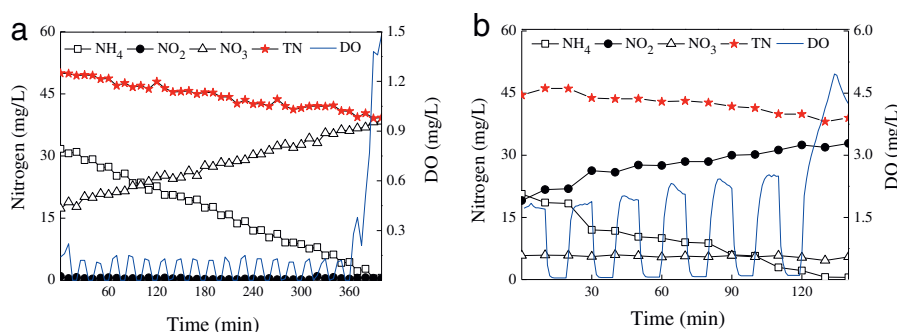 a
60
45
30
15
0
Nitrogen (mg/L)
NH4 NO2 NO3 TN DO
1.5
1.2
0.9
0.6
0.3
DO (mg/L)
60 120 180 240 300 360
Time (min)
b
60
45
30
15
0
Nitrogen (mg/L)
NH4 NO2 NO3 TN DO
6.0
4.5
3.0
1.5
0
DO (mg/L)
30 60 90 120
Time (min)